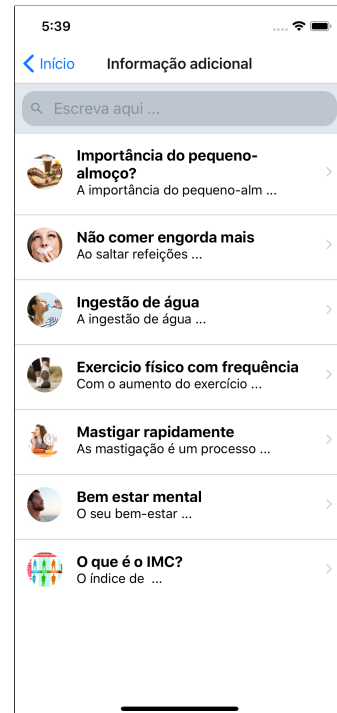 5:39
Início
Informação adicional
Escreva aqui ...
Importância do pequeno-
almoço?
A importância do pequeno-alm ...
Não comer engorda mais
Ao saltar refeições ...
Ingestão de água
A ingestão de água ...
Exercicio físico com frequência
Com o aumento do exercício ...
Mastigar rapidamente
As mastigação é um processo ...
Bem estar mental
O seu bem-estar ...
O que é o IMC?
O índice de  ...